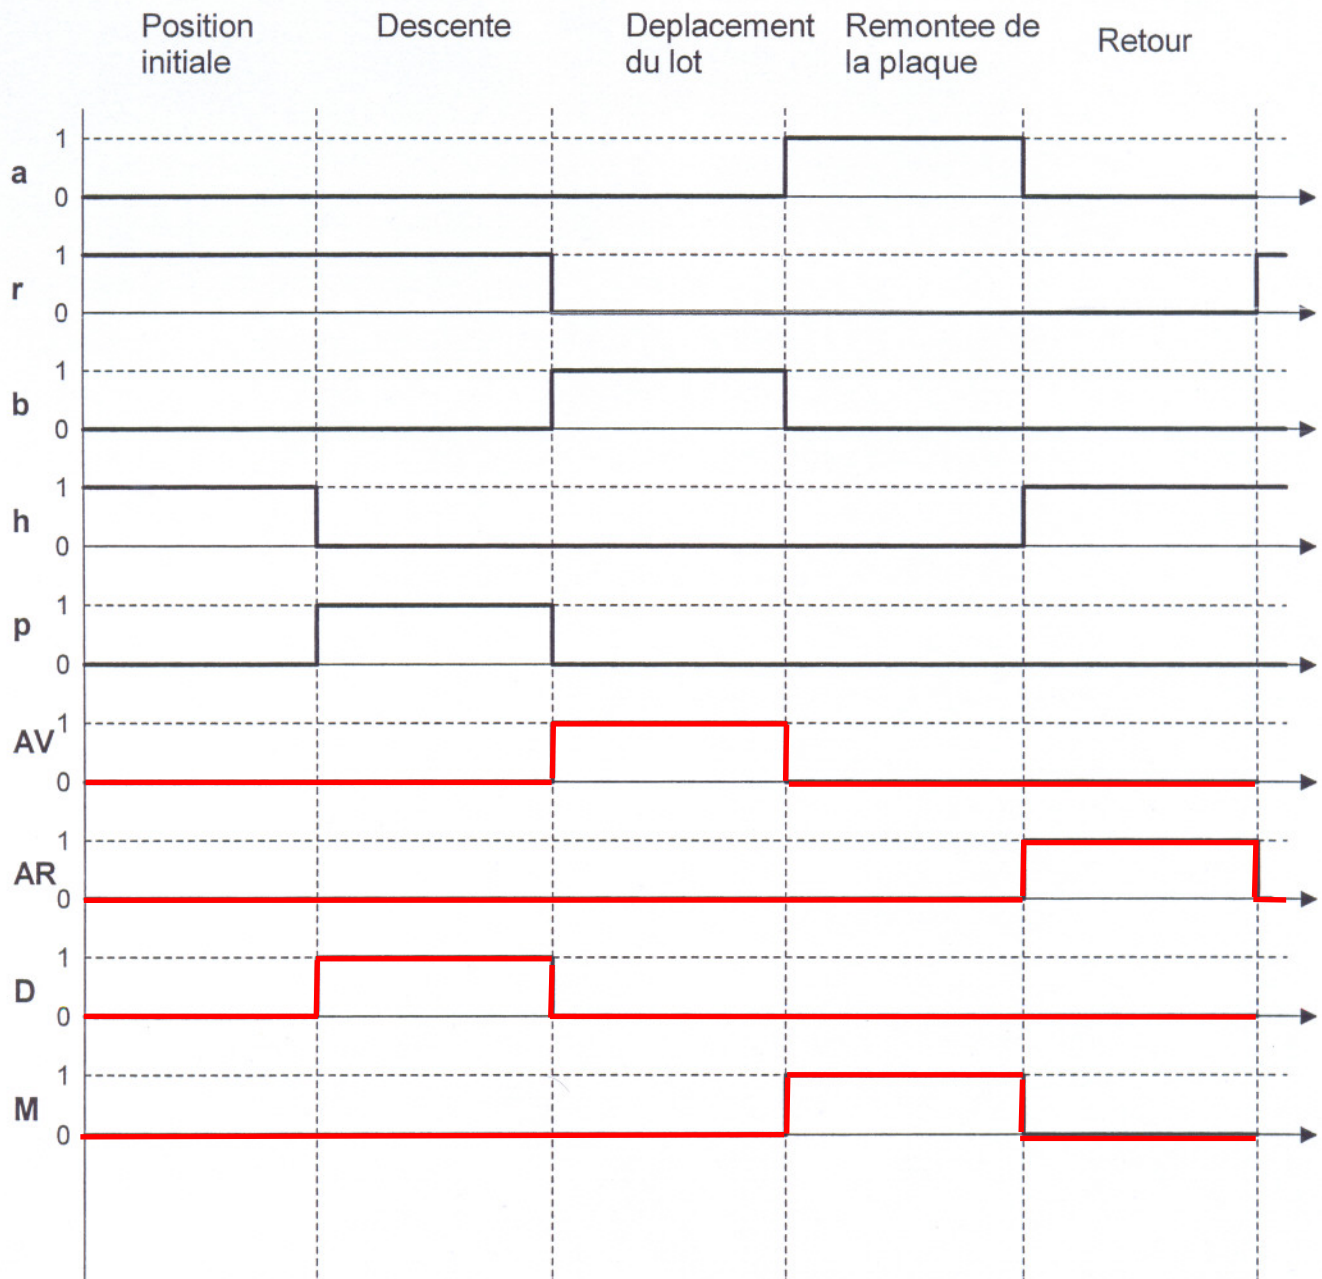 Position
initiale
Descente
Deplacement
du lot
Remontee de
la plaque
Retour
1
a
0
1
r
0
1
b
0
1
h
0
1
p
0
1
AV
0
1
AR
0
1
D
0
1
M
0